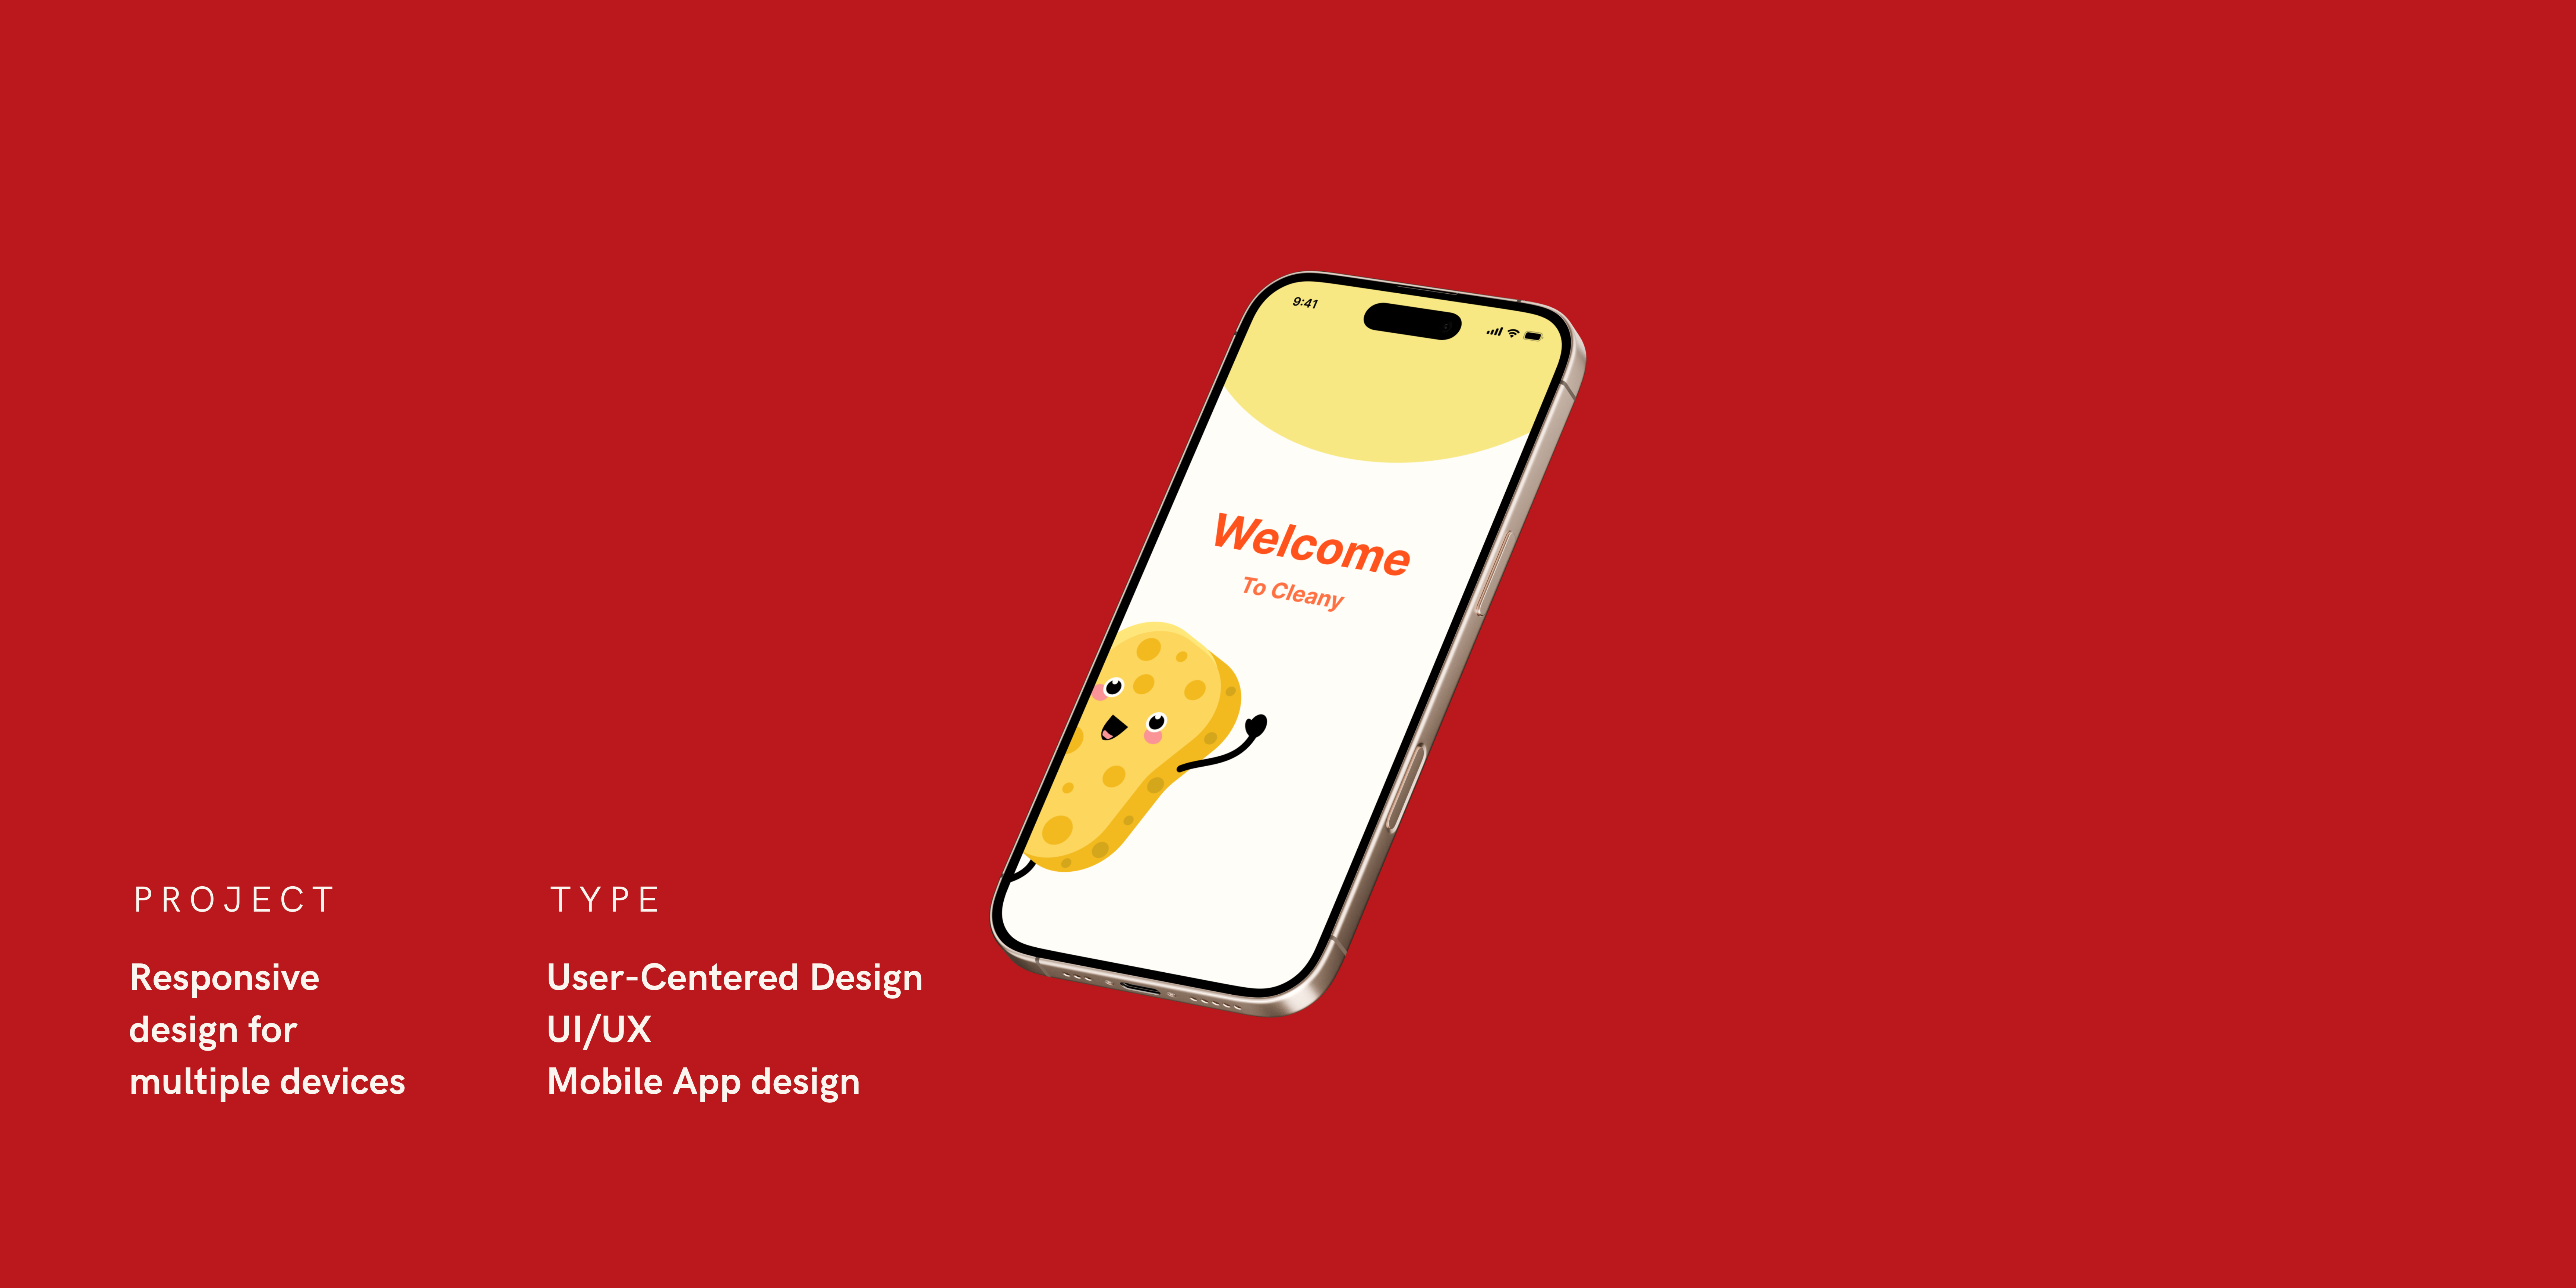 9:41
Welcome
To Cleany
PROJECT
Responsive
design for
multiple devices
TYPE
User-Centered Design
UI/UX
Mobile App design